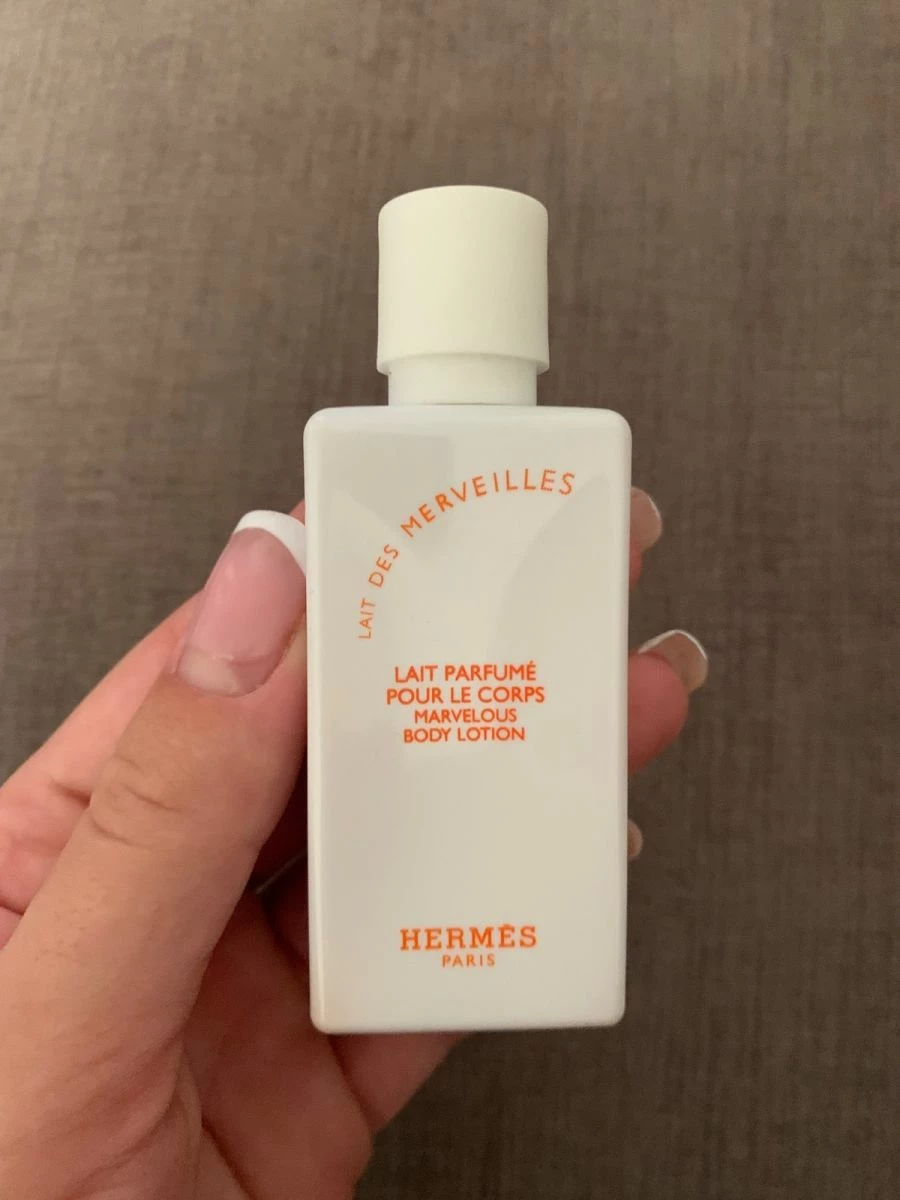 LAIT DES MERVEILLES
LAIT PARFUMÉ
POUR LE CORPS
MARVELOUS
BODY LOTION
HERMÈS
PARIS